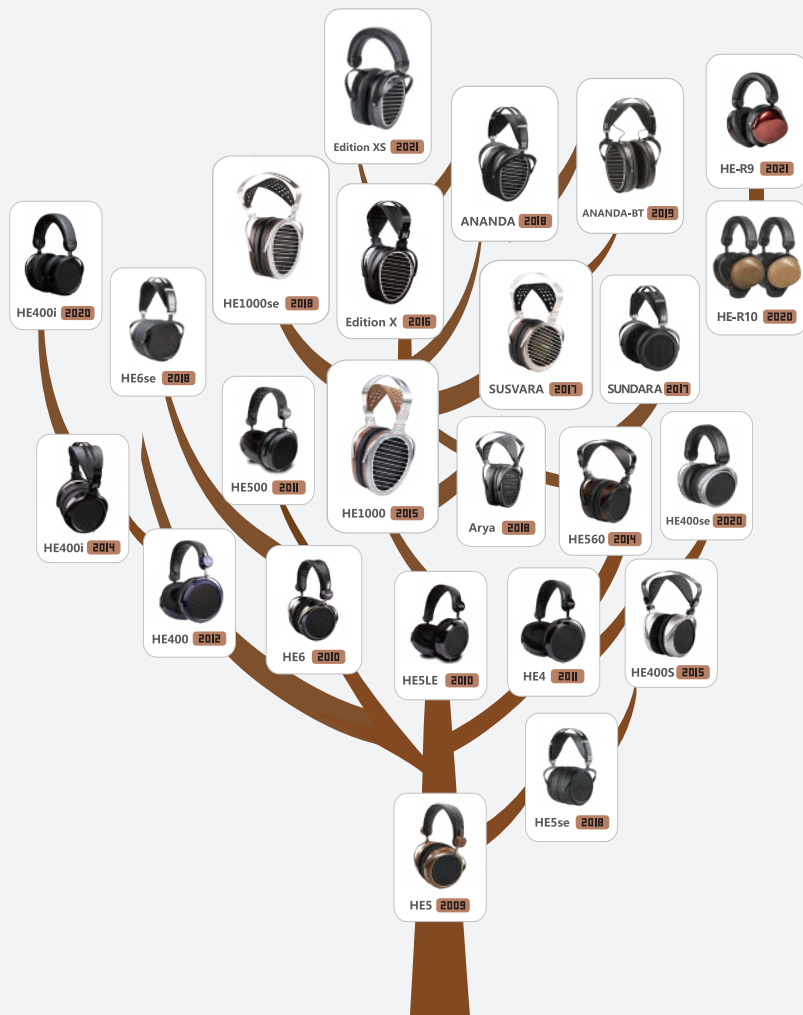 Edition XS 2021
HE-R9 2021
ANANDA 2018
ANANDA-BT 2019
HE1000se 2018
HE400i 2020
Edition X 2016
HE-R10 2020
HE6se 2018
SUSVARA 2017
SUNDARA 2017
HE500 2011
HE1000 2015
Arya 2018
HE560 2014
HE400se 2020
HE400i 2014
HE400 2012
HE6 2010
HE5LE 2010
HE4 2011
HE400S 2015
HE5se 2018
HE5 2009